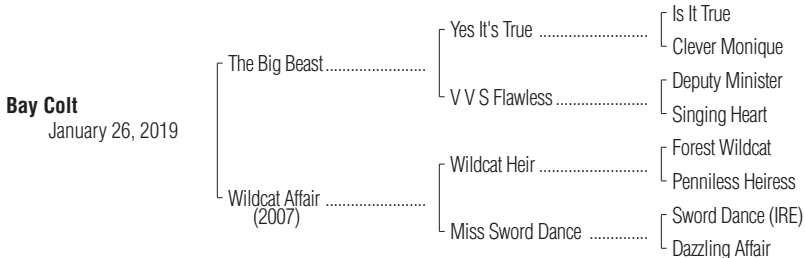 Bay Colt
January 26, 2019
The Big Beast
Wildcat Affair
(2007)
Yes It's True
V V S Flawless
Wildcat Heir
Miss Sword Dance
Is It True
Clever Monique
Deputy Minister
Singing Heart
Forest Wildcat
Penniless Heiress
Sword Dance (IRE)
Dazzling Affair